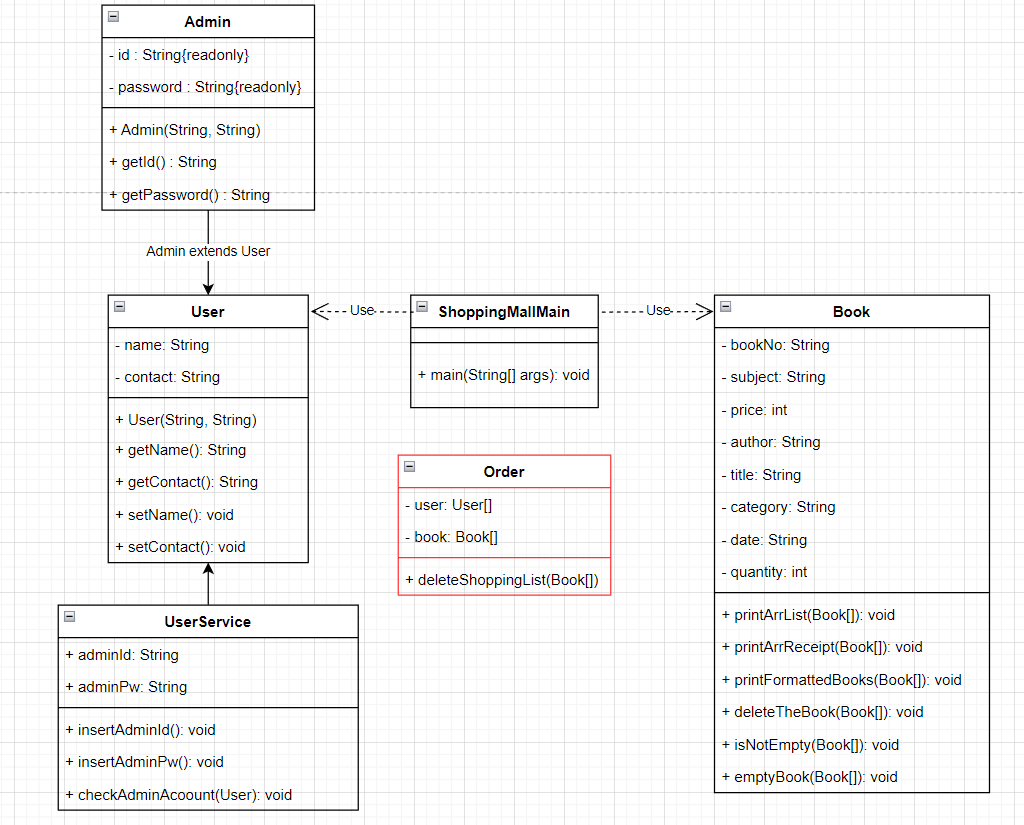 Admin
- id : String{readonly}
- password : String{readonly}
+ Admin(String, String)
+ getId() : String
+ getPassword() : String
Admin extends User
User
- name: String
- contact: String
+ User(String, String)
+ getName(): String
+ getContact(): String
+ setName(): void
+ setContact(): void
Use
ShoppingMallMain
+ main(String[] args): void
Use
Book
- bookNo: String
- subject: String
- price: int
- author: String
- title: String
- category: String
- date: String
- quantity: int
+ printArrList(Book[]): void
+ printArrReceipt(Book[]): void
+ printFormattedBooks(Book[]): void
+ deleteTheBook(Book[]): void
+ isNotEmpty(Book[]): void
+ emptyBook(Book[]): void
Order
- user: User[]
- book: Book[]
+ deleteShoppingList(Book[])
UserService
+ adminId: String
+ adminPw: String
+ insertAdminId(): void
+ insertAdminPw(): void
+ checkAdminAcoount(User): void